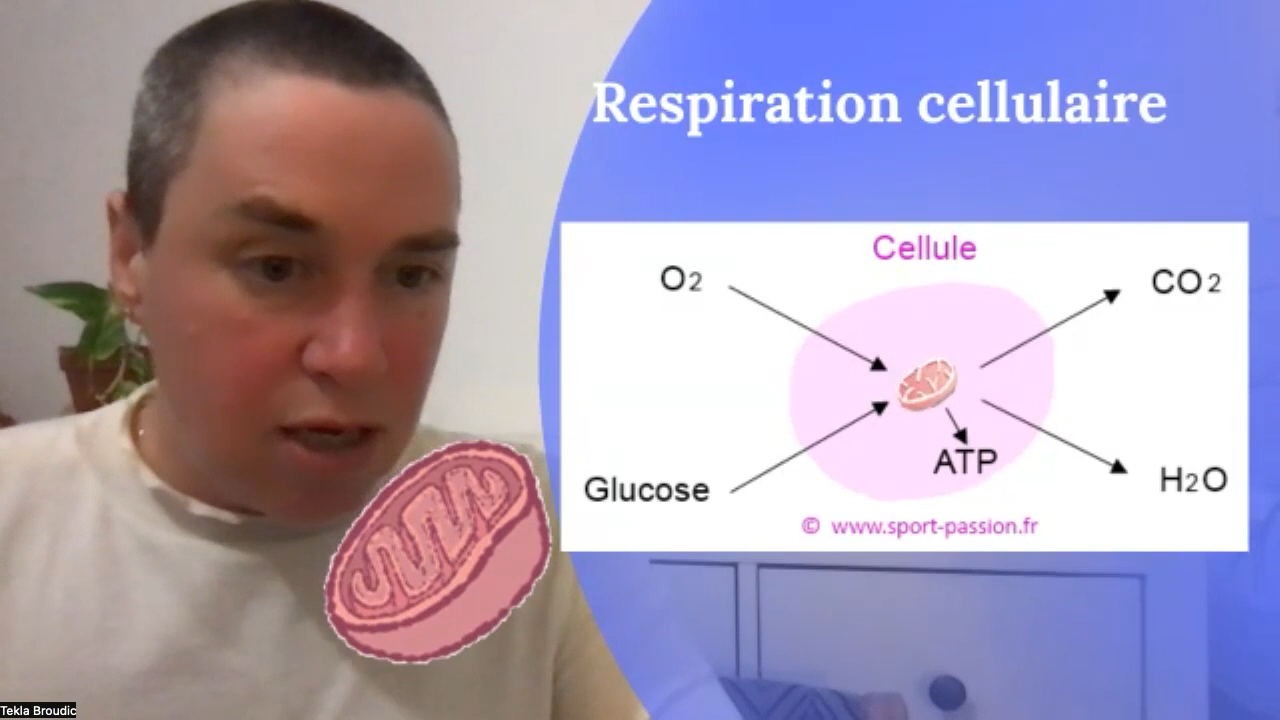 Respiration cellulaire
Cellule
O2
CO2
ATP
Glucose
H2O
© www.sport-passion.fr
Tekla Broudic